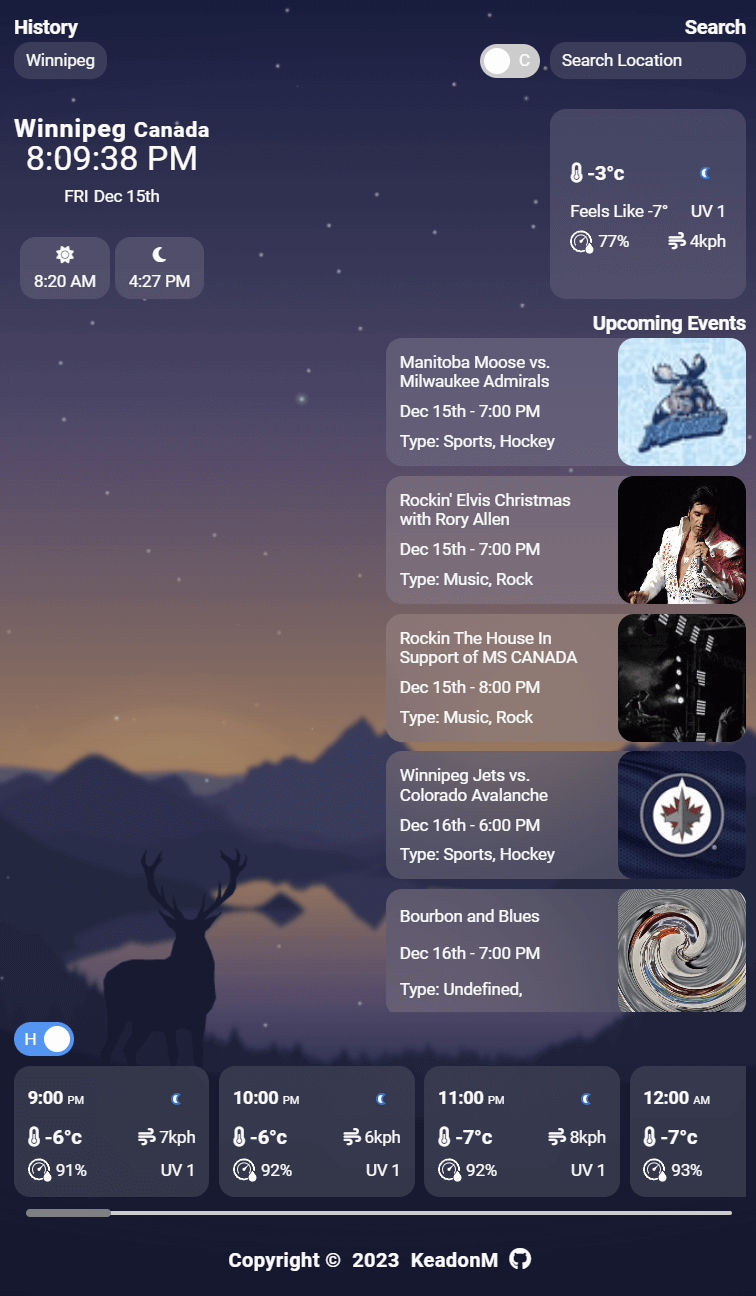 History
Search
Winnipeg
C
Search Location
Winnipeg Canada
8:09:38 PM
FRI Dec 15th
8:20 AM
4:27 PM
-3°c
Feels Like -7° UV 1
77% 4kph
Upcoming Events
Manitoba Moose vs.
Milwaukee Admirals
Dec 15th - 7:00 PM
Type: Sports, Hockey
Rockin' Elvis Christmas
with Rory Allen
Dec 15th - 7:00 PM
Type: Music, Rock
Rockin The House In
Support of MS CANADA
Dec 15th - 8:00 PM
Type: Music, Rock
Winnipeg Jets vs.
Colorado Avalanche
Dec 16th - 6:00 PM
Type: Sports, Hockey
Bourbon and Blues
Dec 16th - 7:00 PM
Type: Undefined,
H
9:00 PM
-6°c 7kph
91% UV 1
10:00 PM
-6°c 6kph
92% UV 1
11:00 PM
-7°c 8kph
92% UV 1
12:00 AM
-7°c
93%
Copyright © 2023 KeadonM